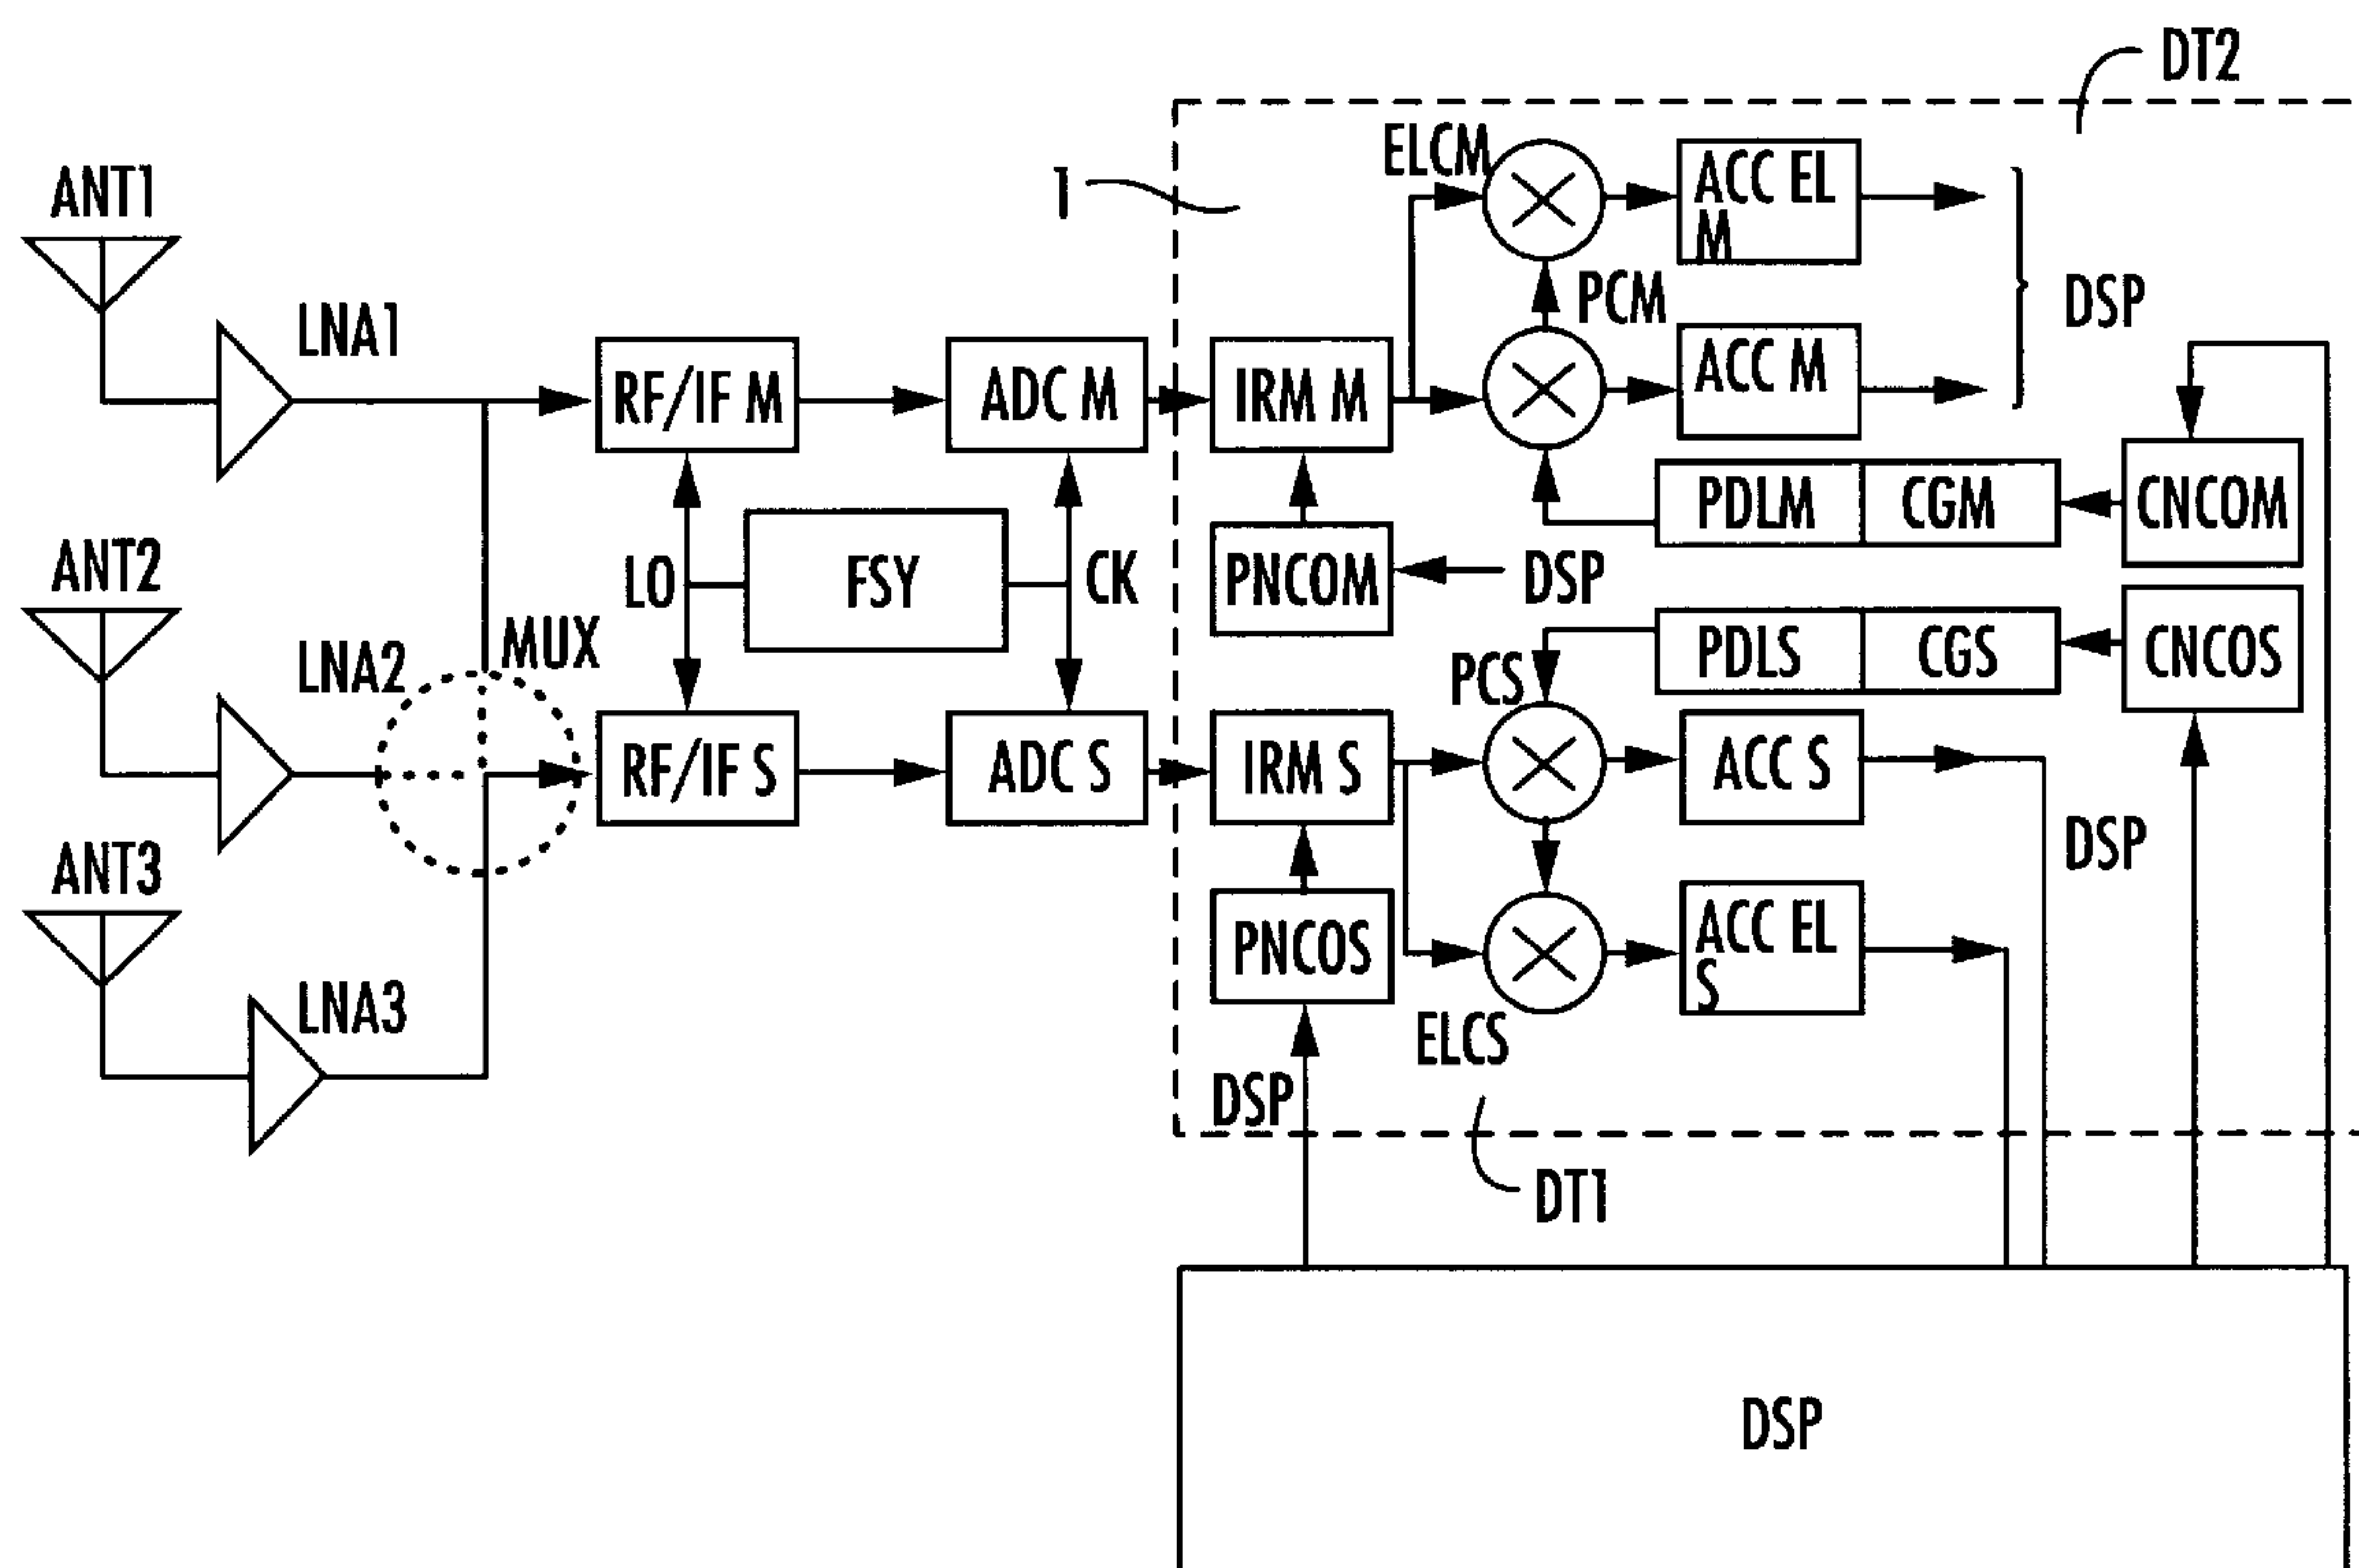 DT2
ELCM
ACC EL
M
1
ANT1
PCM
DSP
LNA1
RF/IF M
ADC M
IRM M
ACC M
PDLM
CGM
CNCOM
ANT2
LO
FSY
CK
PNCOM
DSP
MUX
LNA2
PCS
PDLS
CGS
CNCOS
RF/IF S
ADC S
IRM S
ACC S
DSP
ANT3
PNCOS
ACC EL
S
LNA3
ELCS
DSP
DT1
DSP